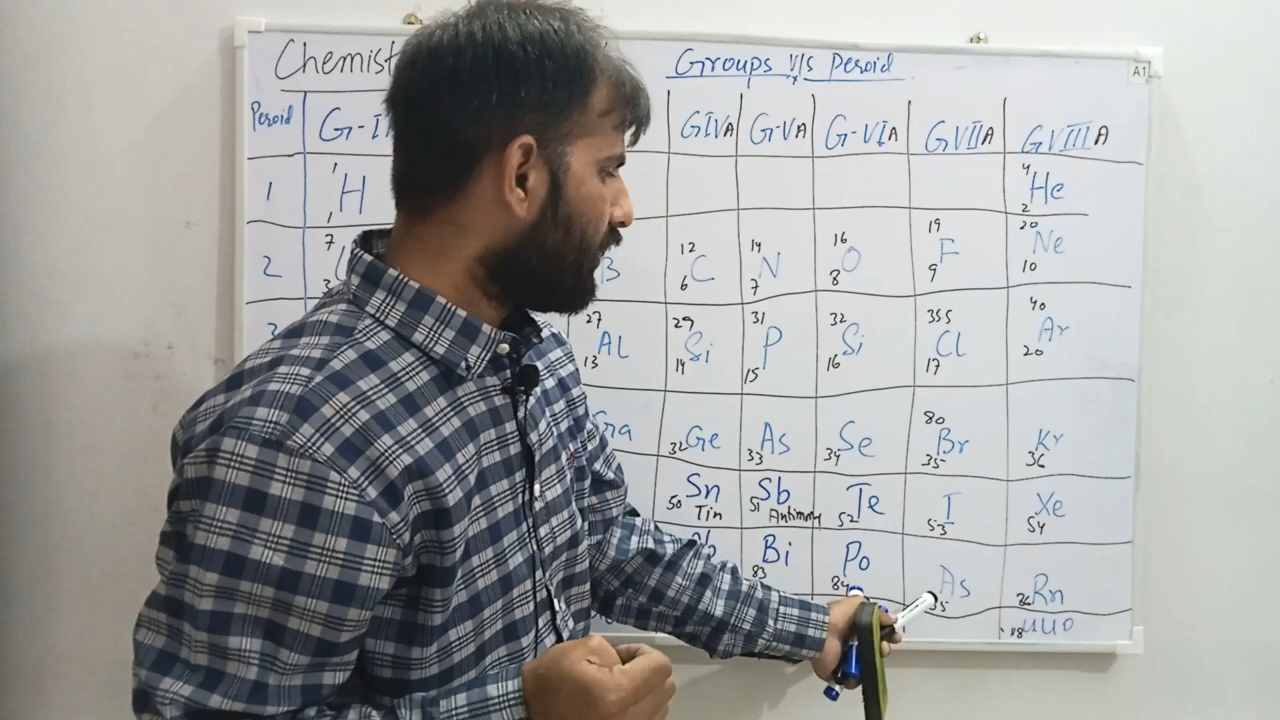 Chemist
Groups v/s Peroid
A1
Peroid G-I GIVA G-VA G-VIA GVIIA GVIIIA
1 1 H 1 4 He 2
2 7 3 B 12 C 6 14 N 7 16 O 8 19 F 9 20 Ne 10
3 27 AL 13 29 Si 14 31 P 15 32 Si 16 355 Cl 17 40 Ar 20
Ga 32 Ge 33 As 34 Se 80 Br 35 Kr 36
50 Sn Tin 51 Sb Antimny 52 Te 53 I Xe 54
Bi 83 Po 84 As 35 86 Rn
118 uuo